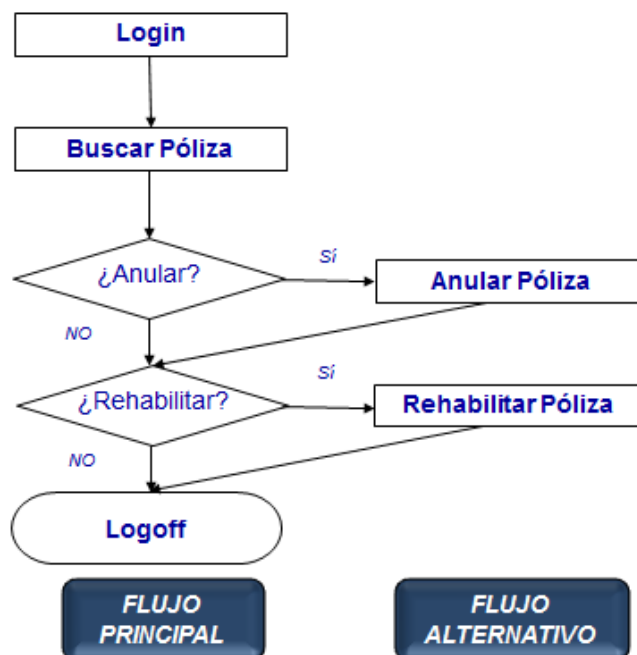 Login
Buscar Póliza
¿Anular?
Sí
Anular Póliza
NO
¿Rehabilitar?
Sí
Rehabilitar Póliza
NO
Logoff
FLUJO
PRINCIPAL
FLUJO
ALTERNATIVO